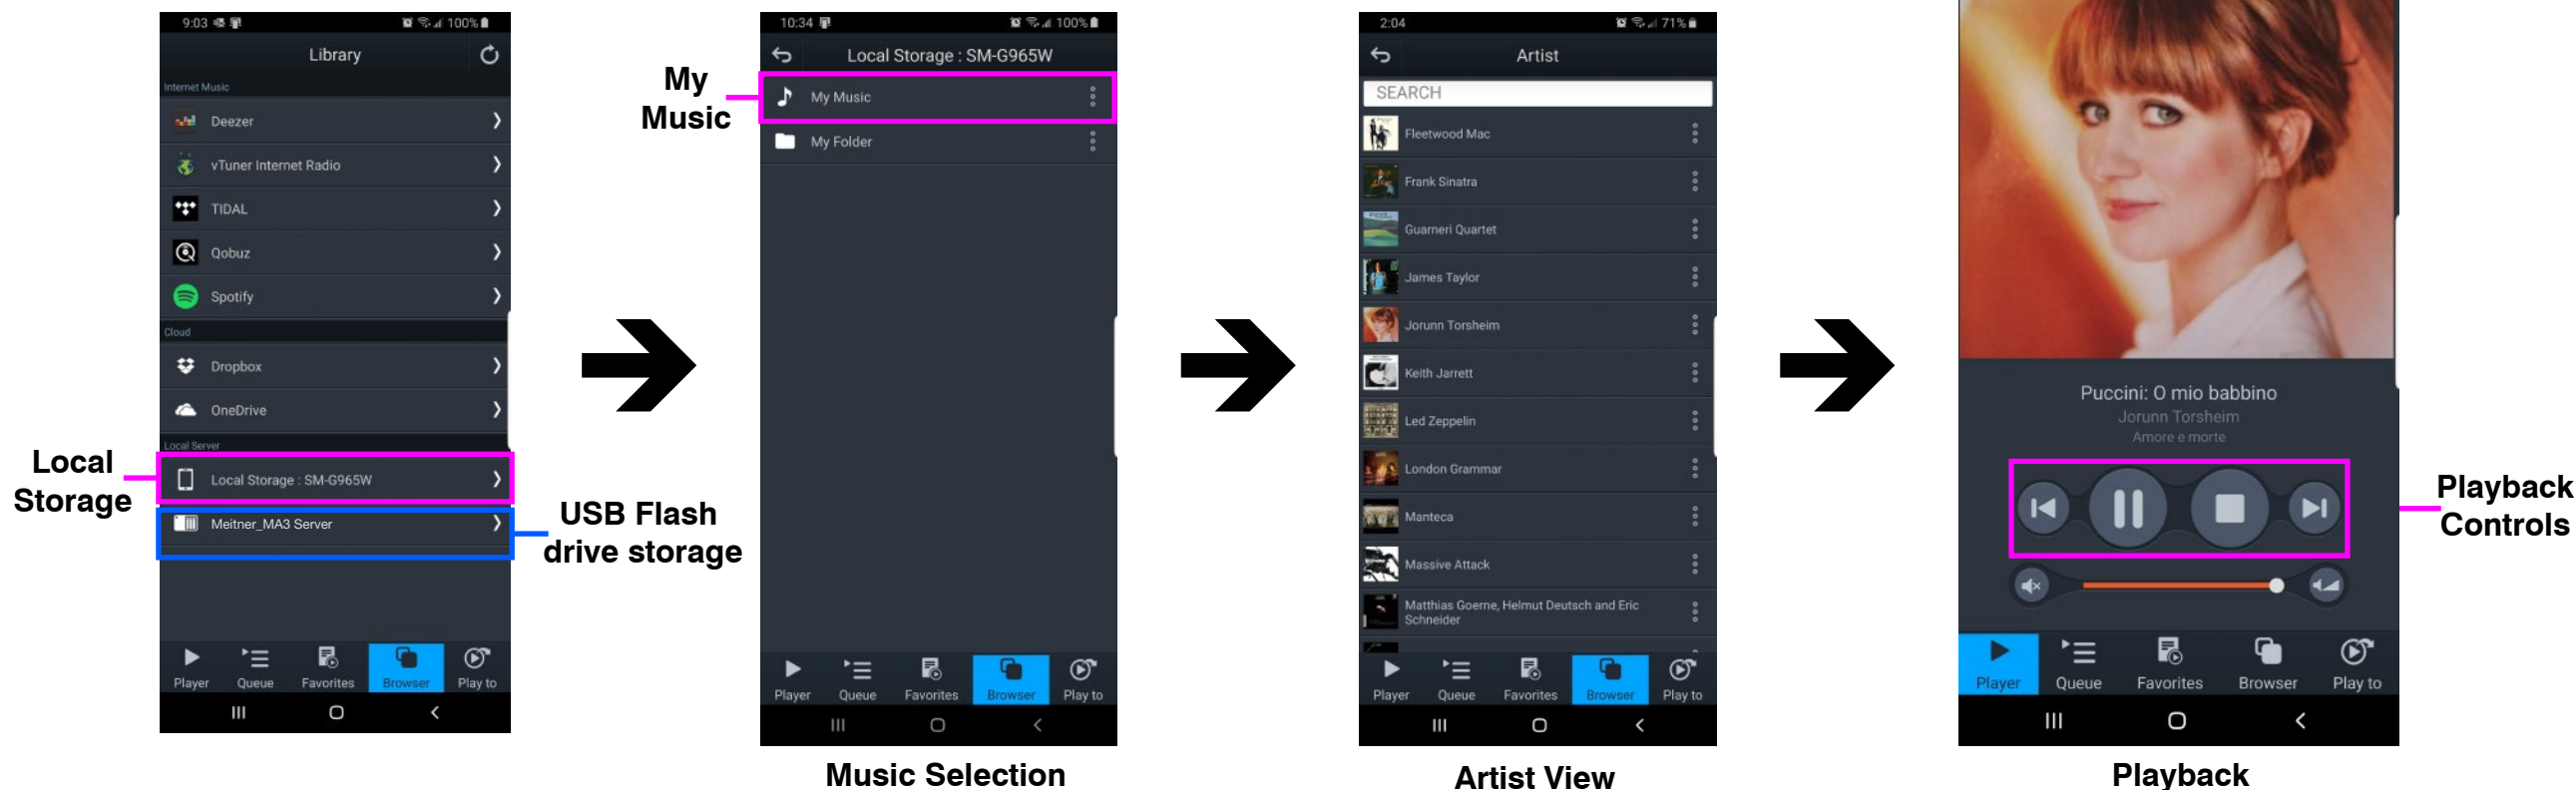 Local
Storage
9:03
100%
Library
Internet Music
Deezer
vTuner Internet Radio
TIDAL
Qobuz
Spotify
Cloud
Dropbox
OneDrive
Local Server
Local Storage : SM-G965W
Meitner_MA3 Server
Player
Queue
Favorites
Browser
Play to
USB Flash
drive storage
My
Music
10:34
100%
Local Storage : SM-G965W
My Music
My Folder
Player
Queue
Favorites
Browser
Play to
Music Selection
2:04
71%
Artist
SEARCH
Fleetwood Mac
Frank Sinatra
Guarneri Quartet
James Taylor
Jorunn Torsheim
Keith Jarrett
Led Zeppelin
London Grammar
Manteca
Massive Attack
Matthias Goerne, Helmut Deutsch and Eric
Schneider
Player
Queue
Favorites
Browser
Play to
Artist View
Puccini: O mio babbino
Jorunn Torsheim
Amore e morte
Player
Queue
Favorites
Browser
Play to
Playback
Playback
Controls